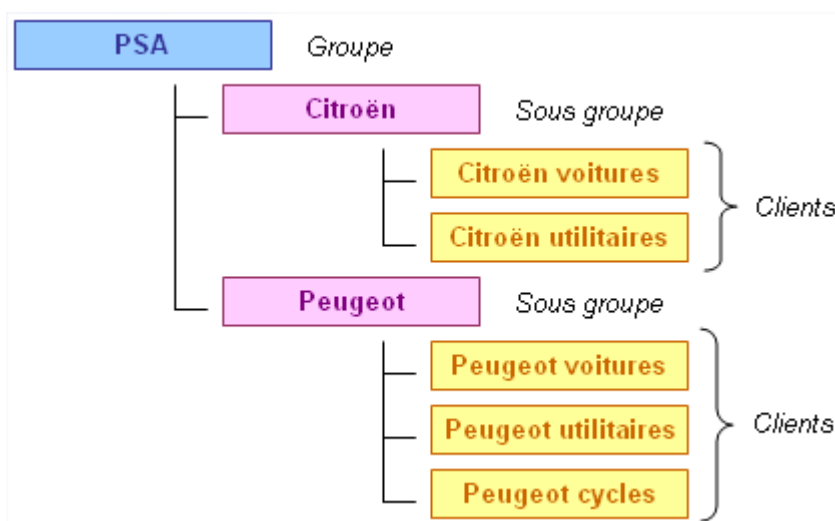 PSA Groupe
Citroën Sous groupe
Citroën voitures
Clients
Citroën utilitaires
Peugeot Sous groupe
Peugeot voitures
Peugeot utilitaires Clients
Peugeot cycles